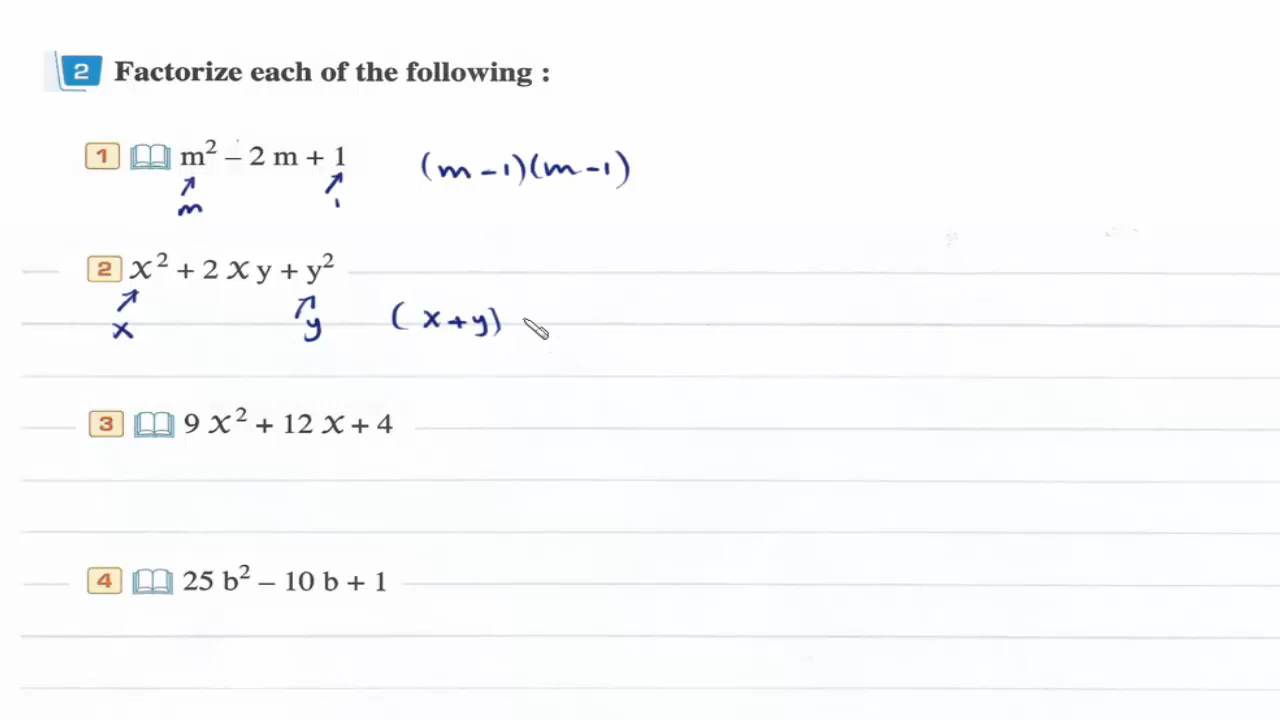 2 Factorize each of the following :
1 m² – 2 m + 1 (m – 1)(m – 1)
m 1
2 x² + 2 x y + y²
x y (x + y)
3 9 x² + 12 x + 4
4 25 b² – 10 b + 1